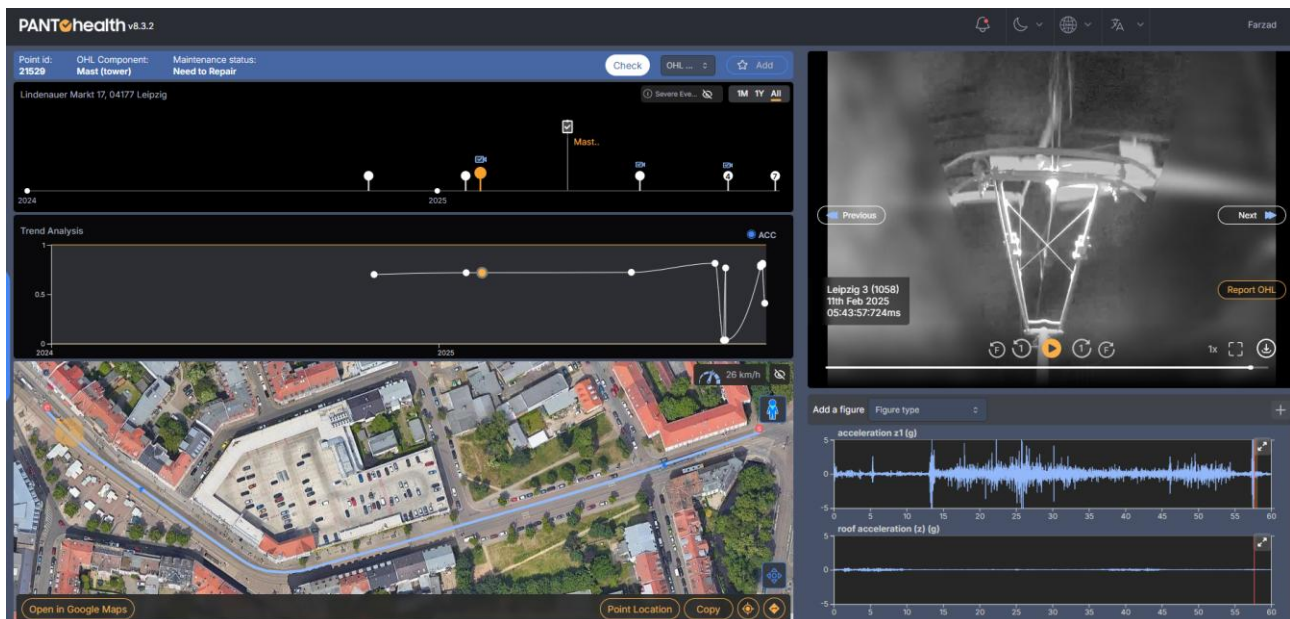 PANTOhealth v8.3.2
Farzad
Point id:
21529
OHL Component:
Mast (tower)
Maintenance status:
Need to Repair
Check
OHL ...
Add
Lindenauer Markt 17, 04177 Leipzig
Severe Eve...
1M 1Y All
Mast..
4
7
2024
2025
Trend Analysis
ACC
1
0.5
0
2024
2025
26 km/h
Open in Google Maps
Point Location
Copy
Previous
Next
Leipzig 3 (1058)
11th Feb 2025
05:43:57:724ms
Report OHL
F
1
1
F
1x
Add a figure
Figure type
acceleration z1 (g)
5
0
-5
0 5 10 15 20 25 30 35 40 45 50 55 60
roof acceleration (z) (g)
5
0
-5
0 5 10 15 20 25 30 35 40 45 50 55 60